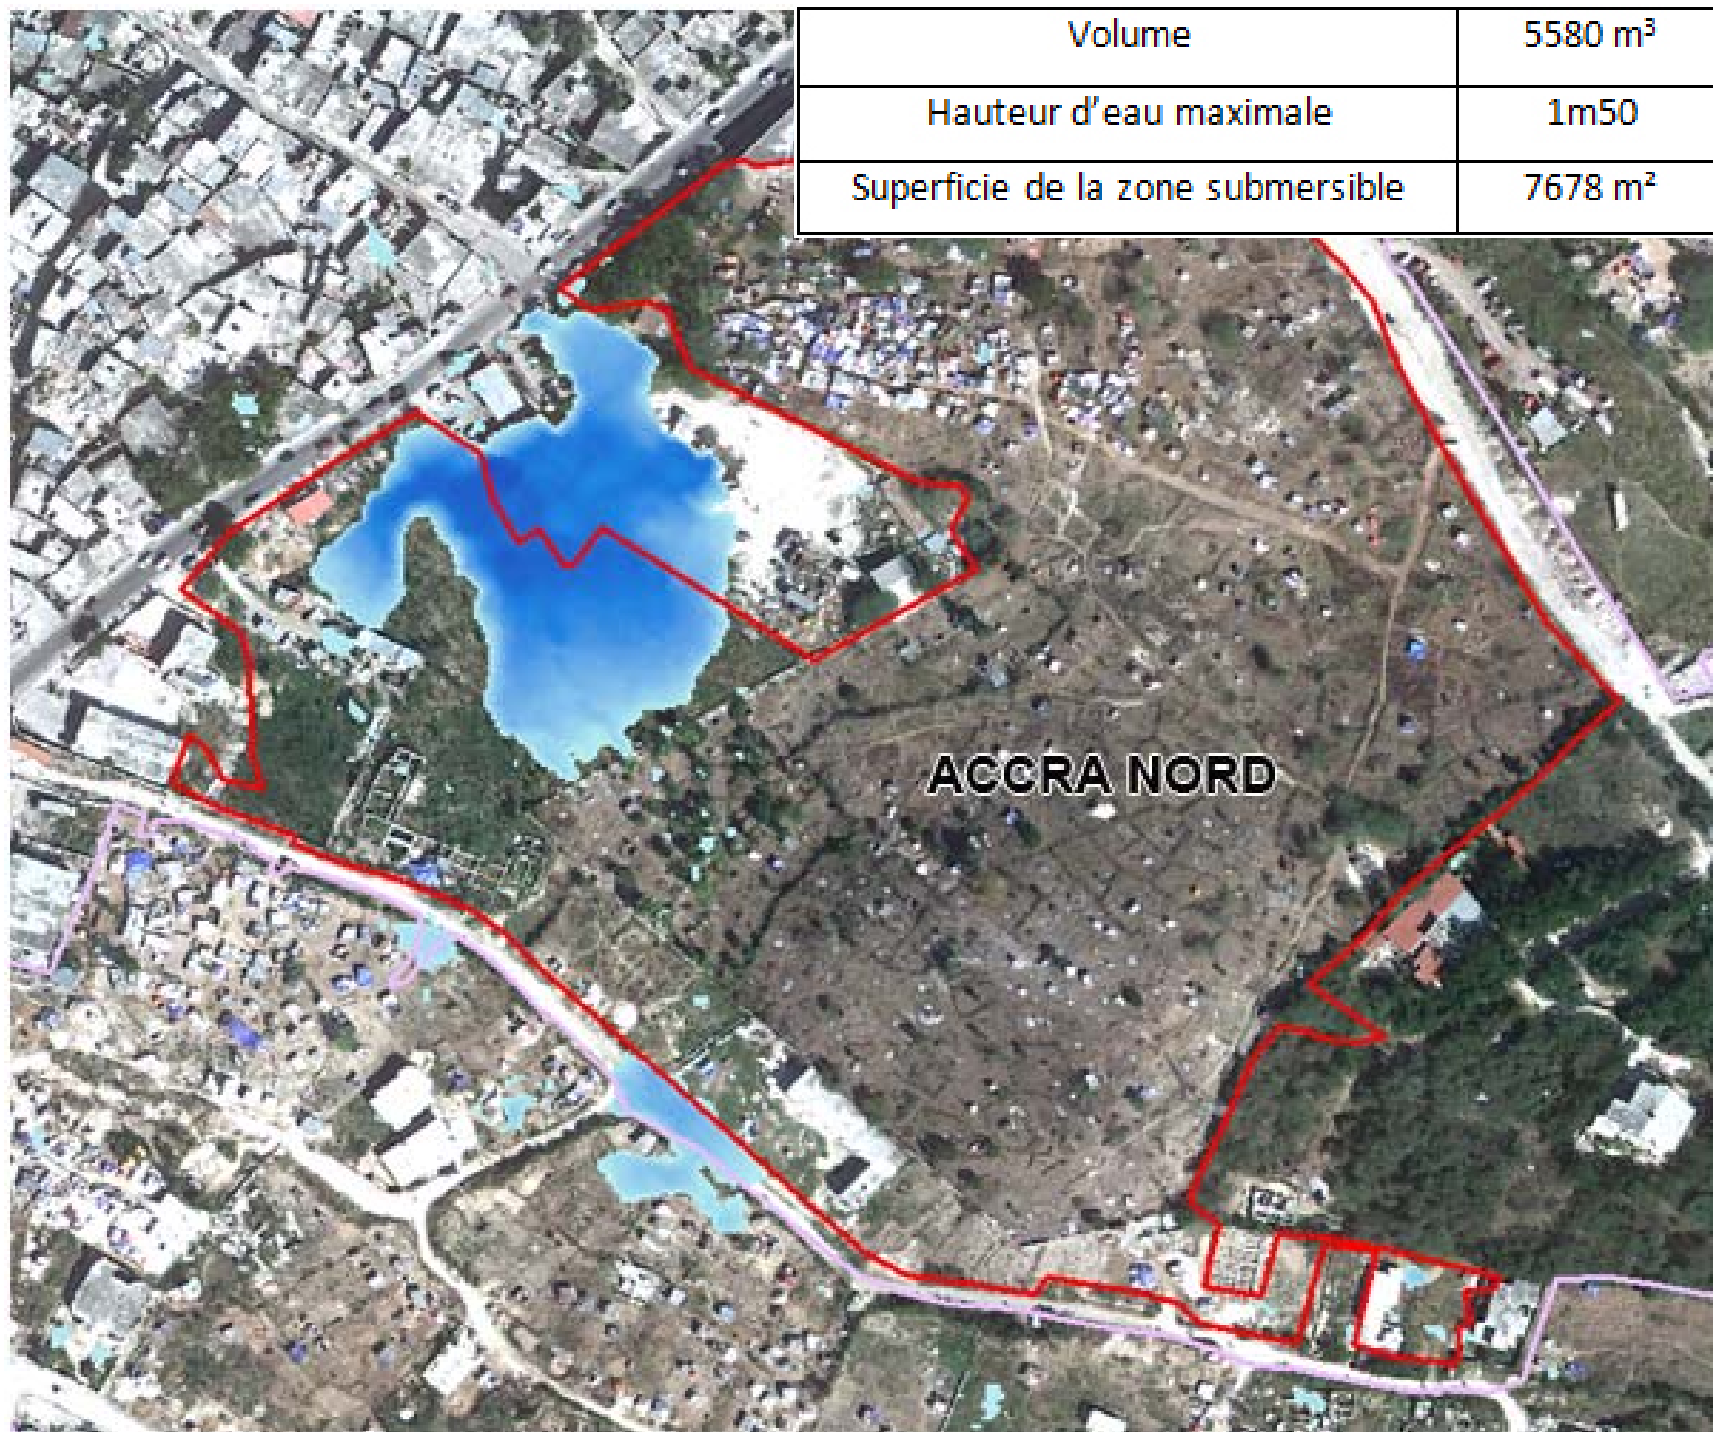 Volume 5580 m³
Hauteur d'eau maximale 1m50
Superficie de la zone submersible 7678 m²
ACCRA NORD